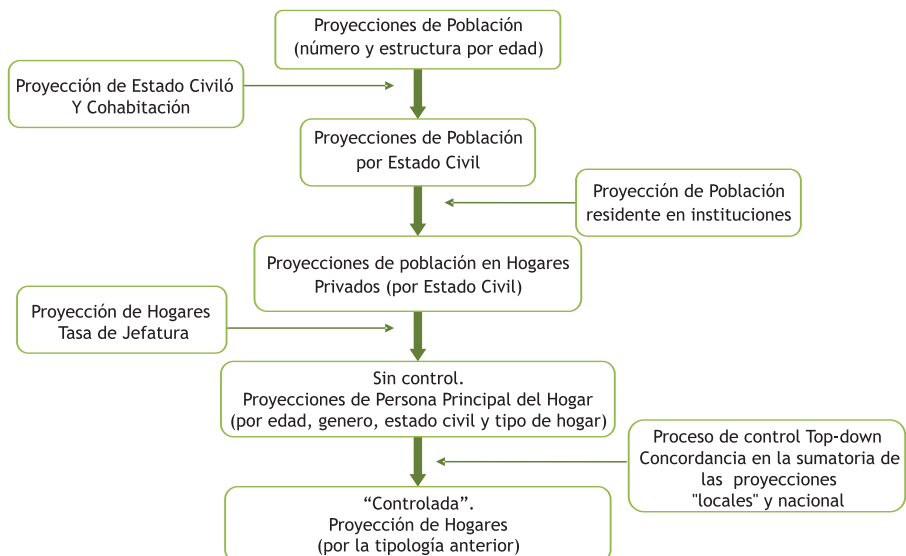 Proyecciones de Población
(número y estructura por edad)
Proyección de Estado Civiló
Y Cohabitación
Proyecciones de Población
por Estado Civil
Proyección de Población
residente en instituciones
Proyecciones de población en Hogares
Privados (por Estado Civil)
Proyección de Hogares
Tasa de Jefatura
Sin control.
Proyecciones de Persona Principal del Hogar
(por edad, genero, estado civil y tipo de hogar)
Proceso de control Top-down
Concordancia en la sumatoria de
las proyecciones
"locales" y nacional
“Controlada”.
Proyección de Hogares
(por la tipología anterior)